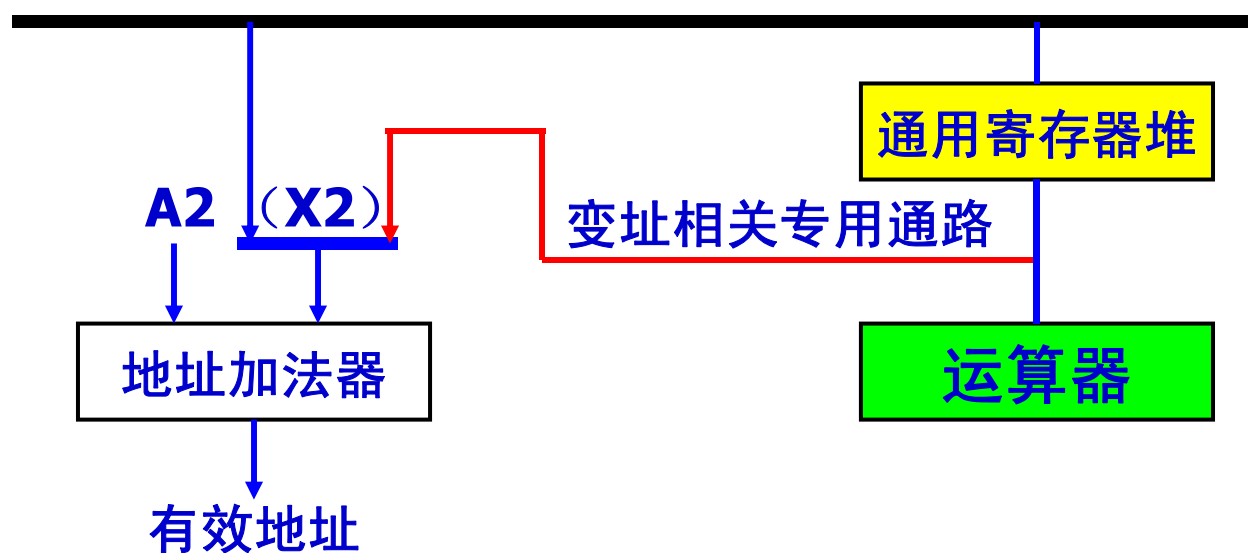 通用寄存器堆
A2（X2）
变址相关专用通路
地址加法器
运算器
有效地址